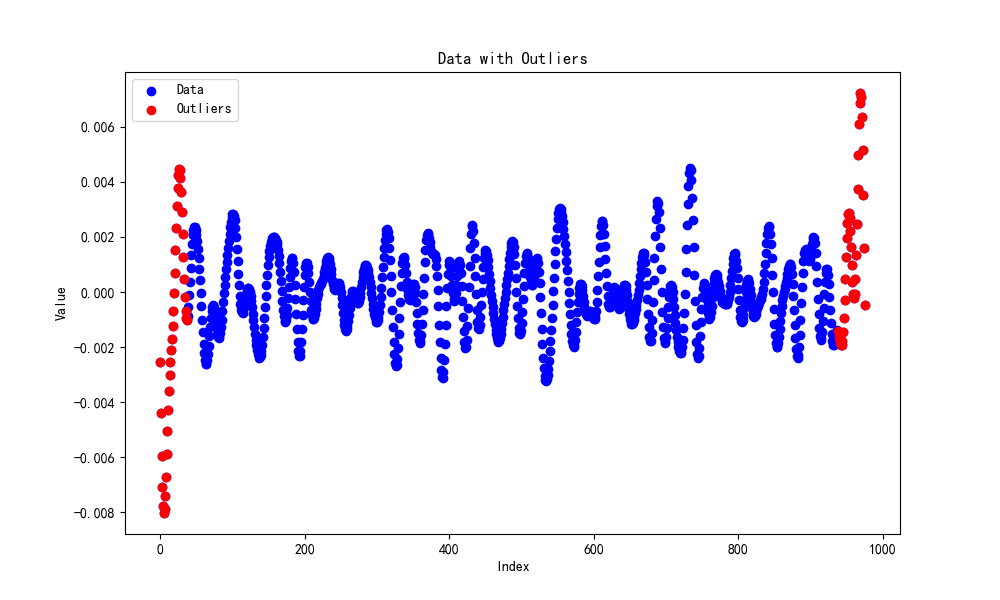 Data with Outliers
Data
Outliers
0.006
0.004
0.002
0.000
-0.002
-0.004
-0.006
-0.008
Value
0 200 400 600 800 1000
Index